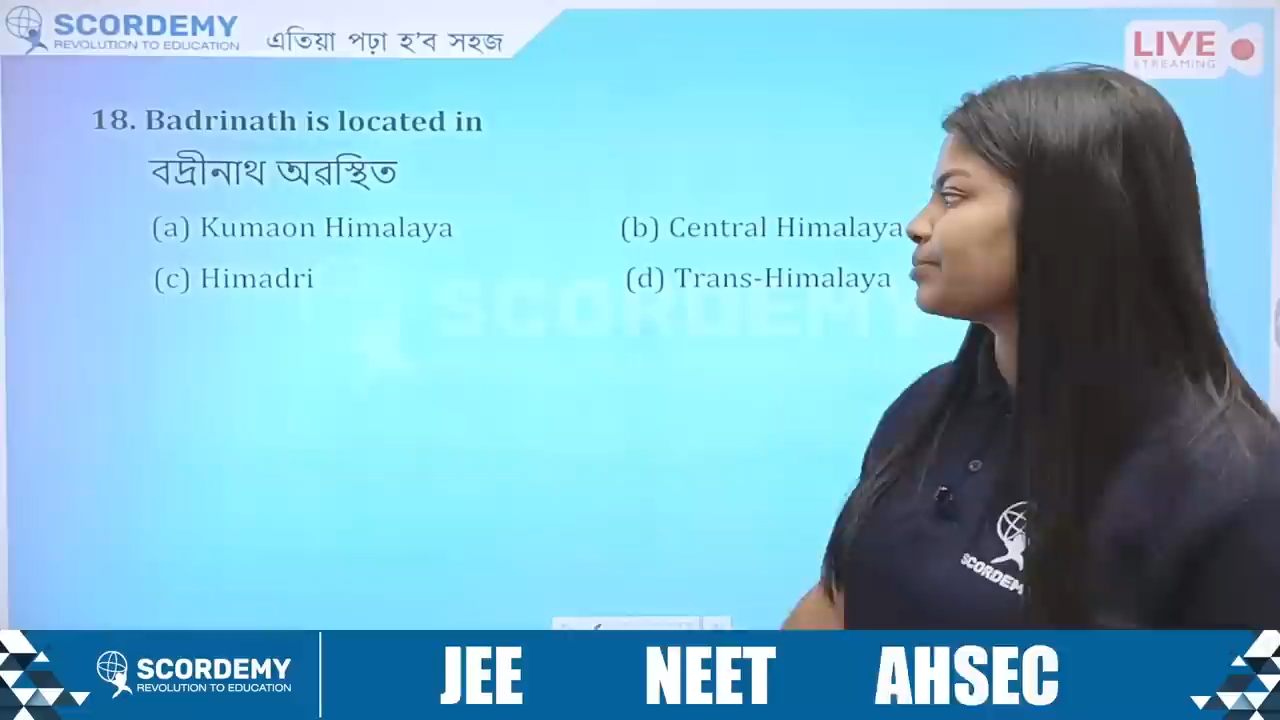 SCORDEMY
REVOLUTION TO EDUCATION
এতিয়া পঢ়া হ'ব সহজ
LIVE
STREAMING
18. Badrinath is located in
বদ্ৰীনাথ অৱস্থিত
(a) Kumaon Himalaya
(b) Central Himalaya
(c) Himadri
(d) Trans-Himalaya
SCORDEMY
SCORDEM
SCORDEMY
REVOLUTION TO EDUCATION
JEE NEET AHSEC